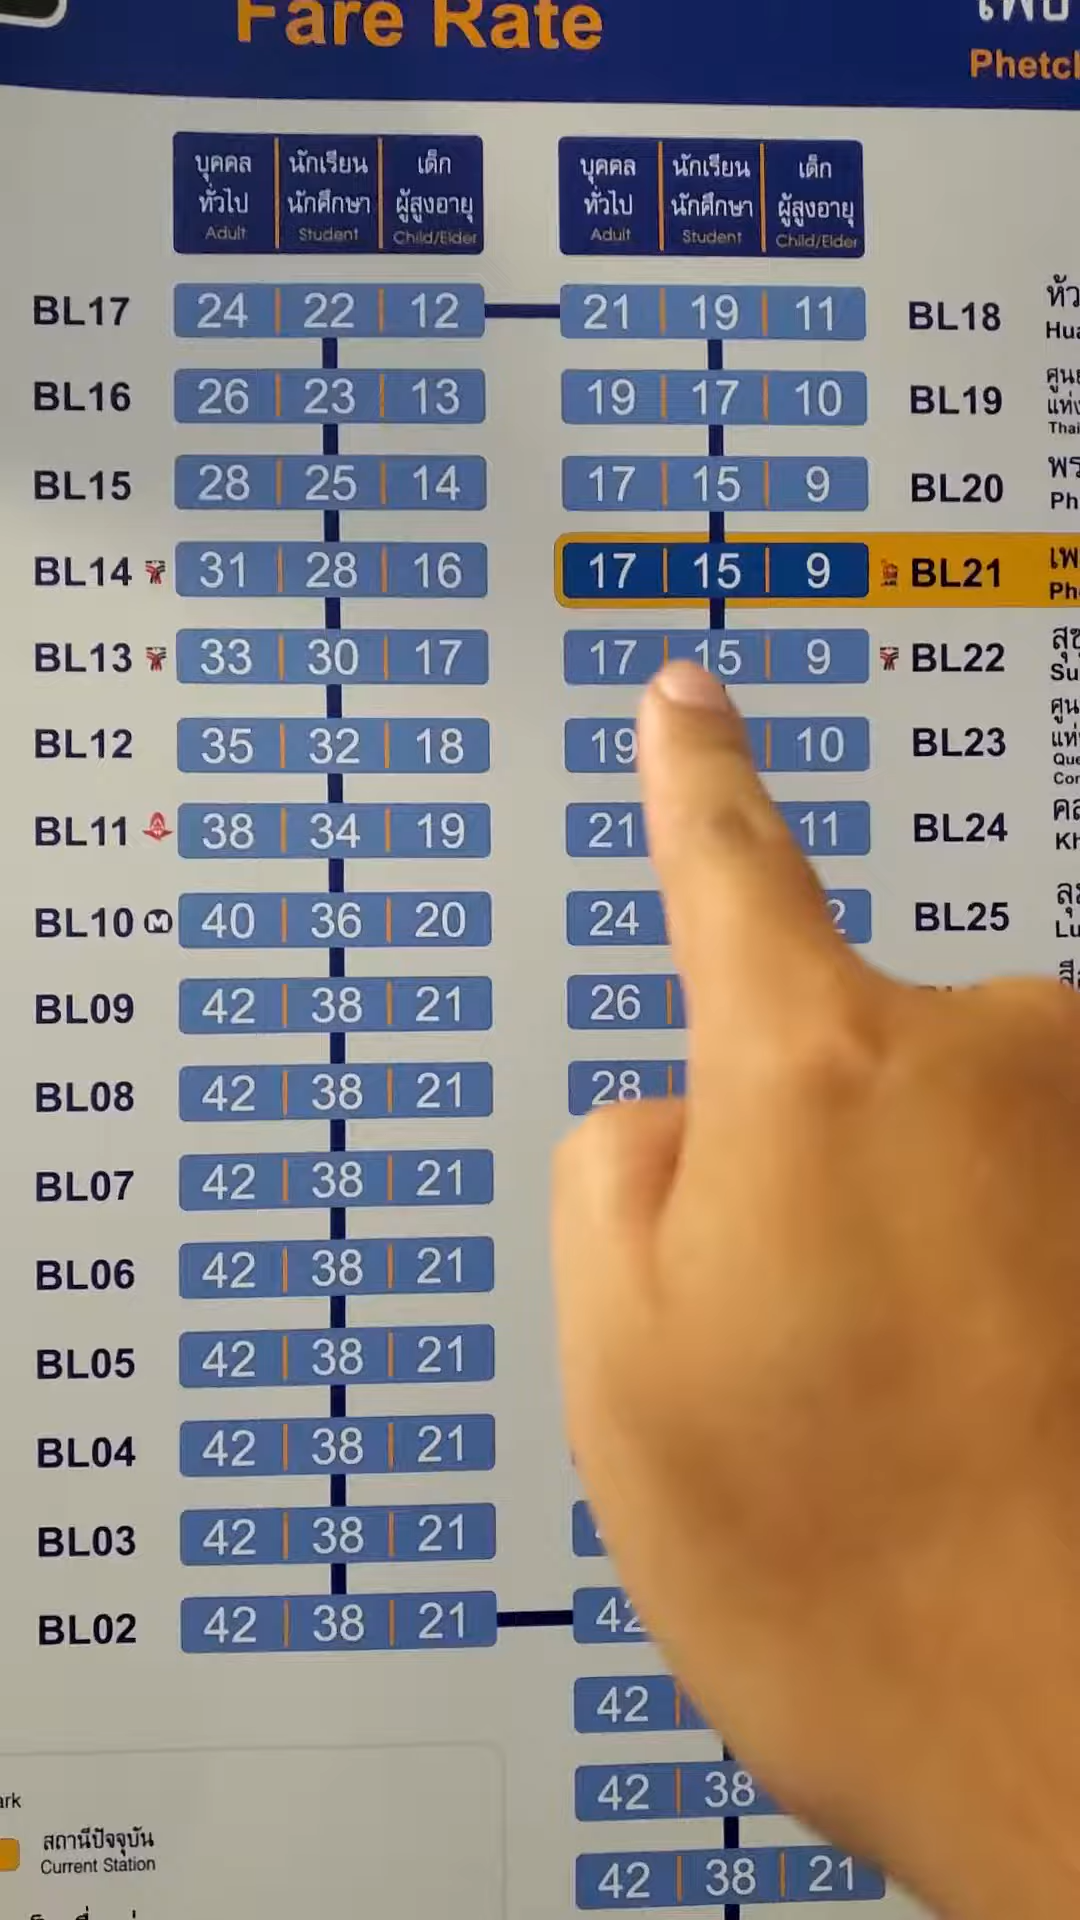 Fare Rate
บุคคล นักเรียน เด็ก
ทั่วไป นักศึกษา ผู้สูงอายุ
Adult Student Child/Elder
บุคคล นักเรียน เด็ก
ทั่วไป นักศึกษา ผู้สูงอายุ
Adult Student Child/Elder
BL17 24 22 12 21 19 11 BL18
BL16 26 23 13 19 17 10 BL19
BL15 28 25 14 17 15 9 BL20
BL14 31 28 16 17 15 9 BL21
BL13 33 30 17 17 15 9 BL22
BL12 35 32 18 19 10 BL23
BL11 38 34 19 21 11 BL24
BL10 M 40 36 20 24 BL25
BL09 42 38 21 26
BL08 42 38 21 28
BL07 42 38 21
BL06 42 38 21
BL05 42 38 21
BL04 42 38 21
BL03 42 38 21
BL02 42 38 21 42
42
42 38
42 38 21
สถานีปัจจุบัน
Current Station